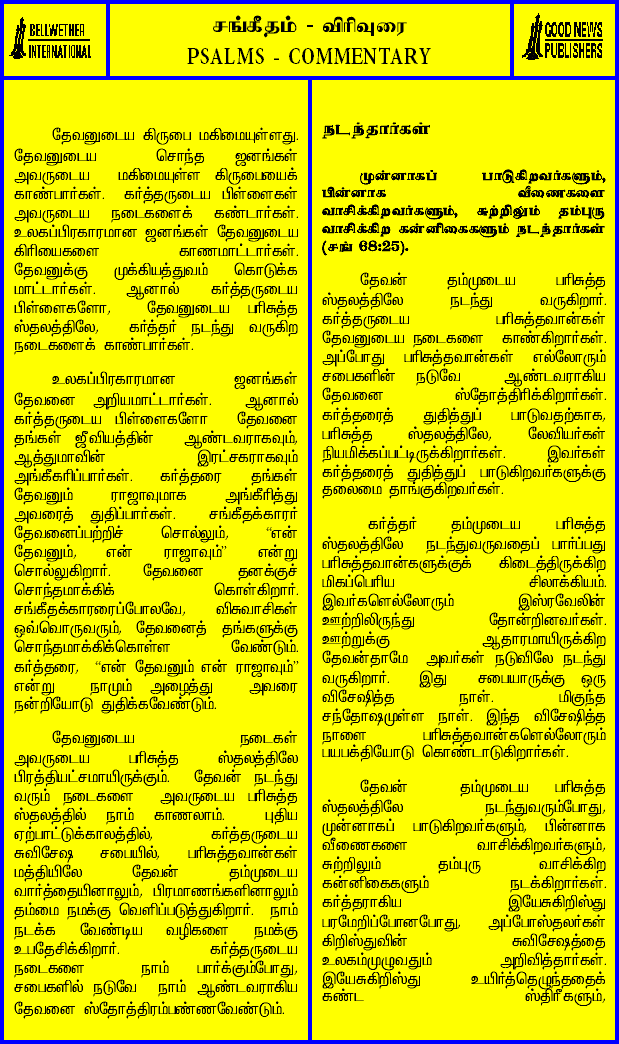 BELLWETHER
INTERNATIONAL
சங்கீதம் - விரிவுரை
PSALMS - COMMENTARY
GOOD NEWS
PUBLISHERS
தேவனுடைய கிருபை மகிமையுள்ளது.
தேவனுடைய சொந்த ஜனங்கள்
அவருடைய மகிமையுள்ள கிருபையைக்
காண்பார்கள். கர்த்தருடைய பிள்ளைகள்
அவருடைய நடைகளைக் கண்டார்கள்.
உலகப்பிரகாரமான ஜனங்கள் தேவனுடைய
கிரியைகளை காணமாட்டார்கள்.
தேவனுக்கு முக்கியத்துவம் கொடுக்க
மாட்டார்கள். ஆனால் கர்த்தருடைய
பிள்ளைகளோ, தேவனுடைய பரிசுத்த
ஸ்தலத்திலே, கர்த்தர் நடந்து வருகிற
நடைகளைக் காண்பார்கள்.
உலகப்பிரகாரமான ஜனங்கள்
தேவனை அறியமாட்டார்கள். ஆனால்
கர்த்தருடைய பிள்ளைகளோ தேவனை
தங்கள் ஜீவியத்தின் ஆண்டவராகவும்,
ஆத்துமாவின் இரட்சகராகவும்
அங்கீகரிப்பார்கள். கர்த்தரை தங்கள்
தேவனும் ராஜாவுமாக அங்கீரித்து
அவரைத் துதிப்பார்கள். சங்கீதக்காரர்
தேவனைப்பற்றிச் சொல்லும், “என்
தேவனும், என் ராஜாவும்” என்று
சொல்லுகிறார். தேவனை தனக்குச்
சொந்தமாக்கிக் கொள்கிறார்.
சங்கீதக்காரரைப்போலவே, விசுவாசிகள்
ஒவ்வொருவரும், தேவனைத் தங்களுக்கு
சொந்தமாக்கிக்கொள்ள வேண்டும்.
கர்த்தரை, “என் தேவனும் என் ராஜாவும்”
என்று நாமும் அழைத்து அவரை
நன்றியோடு துதிக்கவேண்டும்.
தேவனுடைய நடைகள்
அவருடைய பரிசுத்த ஸ்தலத்திலே
பிரத்தியட்சமாயிருக்கும். தேவன் நடந்து
வரும் நடைகளை அவருடைய பரிசுத்த
ஸ்தலத்தில் நாம் காணலாம். புதிய
ஏற்பாட்டுக்காலத்தில், கர்த்தருடைய
சுவிசேஷ சபையில், பரிசுத்தவான்கள்
மத்தியிலே தேவன் தம்முடைய
வார்த்தையினாலும், பிரமாணங்களினாலும்
தம்மை நமக்கு வெளிப்படுத்துகிறார். நாம்
நடக்க வேண்டிய வழிகளை நமக்கு
உபதேசிக்கிறார். கர்த்தருடைய
நடைகளை நாம் பார்க்கும்போது,
சபைகளில் நடுவே நாம் ஆண்டவராகிய
தேவனை ஸ்தோத்திரம்பண்ணவேண்டும்.
நடந்தார்கள்
முன்னாகப் பாடுகிறவர்களும்,
பின்னாக வீணைகளை
வாசிக்கிறவர்களும், சுற்றிலும் தம்புரு
வாசிக்கிற கன்னிகைகளும் நடந்தார்கள்
(சங் 68:25).
தேவன் தம்முடைய பரிசுத்த
ஸ்தலத்திலே நடந்து வருகிறார்.
கர்த்தருடைய பரிசுத்தவான்கள்
தேவனுடைய நடைகளை காண்கிறார்கள்.
அப்போது பரிசுத்தவான்கள் எல்லோரும்
சபைகளின் நடுவே ஆண்டவராகிய
தேவனை ஸ்தோத்திரிக்கிறார்கள்.
கர்த்தரைத் துதித்துப் பாடுவதற்காக,
பரிசுத்த ஸ்தலத்திலே, லேவியர்கள்
நியமிக்கப்பட்டிருக்கிறார்கள். இவர்கள்
கர்த்தரைத் துதித்துப் பாடுகிறவர்களுக்கு
தலைமை தாங்குகிறவர்கள்.
கர்த்தர் தம்முடைய பரிசுத்த
ஸ்தலத்திலே நடந்துவருவதைப் பார்ப்பது
பரிசுத்தவான்களுக்குக் கிடைத்திருக்கிற
மிகப்பெரிய சிலாக்கியம்.
இவர்களெல்லோரும் இஸ்ரவேலின்
ஊற்றிலிருந்து தோன்றினவர்கள்.
ஊற்றுக்கு ஆதாரமாயிருக்கிற
தேவன்தாமே அவர்கள் நடுவிலே நடந்து
வருகிறார். இது சபையாருக்கு ஒரு
விசேஷித்த நாள். மிகுந்த
சந்தோஷமுள்ள நாள். இந்த விசேஷித்த
நாளை பரிசுத்தவான்களெல்லோரும்
பயபக்தியோடு கொண்டாடுகிறார்கள்.
தேவன் தம்முடைய பரிசுத்த
ஸ்தலத்திலே நடந்துவரும்போது,
முன்னாகப் பாடுகிறவர்களும், பின்னாக
வீணைகளை வாசிக்கிறவர்களும்,
சுற்றிலும் தம்புரு வாசிக்கிற
கன்னிகைகளும் நடக்கிறார்கள்.
கர்த்தராகிய இயேசுகிறிஸ்து
பரமேறிப்போனபோது, அப்போஸ்தலர்கள்
கிறிஸ்துவின் சுவிசேஷத்தை
உலகம்முழுவதும் அறிவித்தார்கள்.
இயேசுகிறிஸ்து உயிர்த்தெழுந்ததைக்
கண்ட ஸ்திரீகளும்,